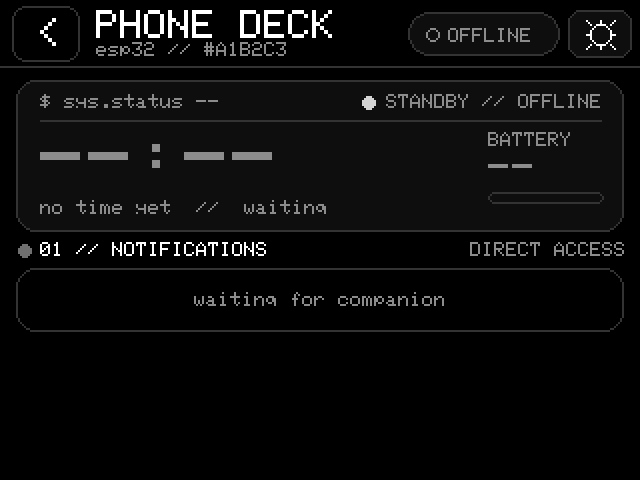 PHONE DECK
esp32 // #A1B2C3
OFFLINE
$ sys.status --
STANDBY // OFFLINE
-- : --
BATTERY
--
no time yet // waiting
01 // NOTIFICATIONS
DIRECT ACCESS
waiting for companion